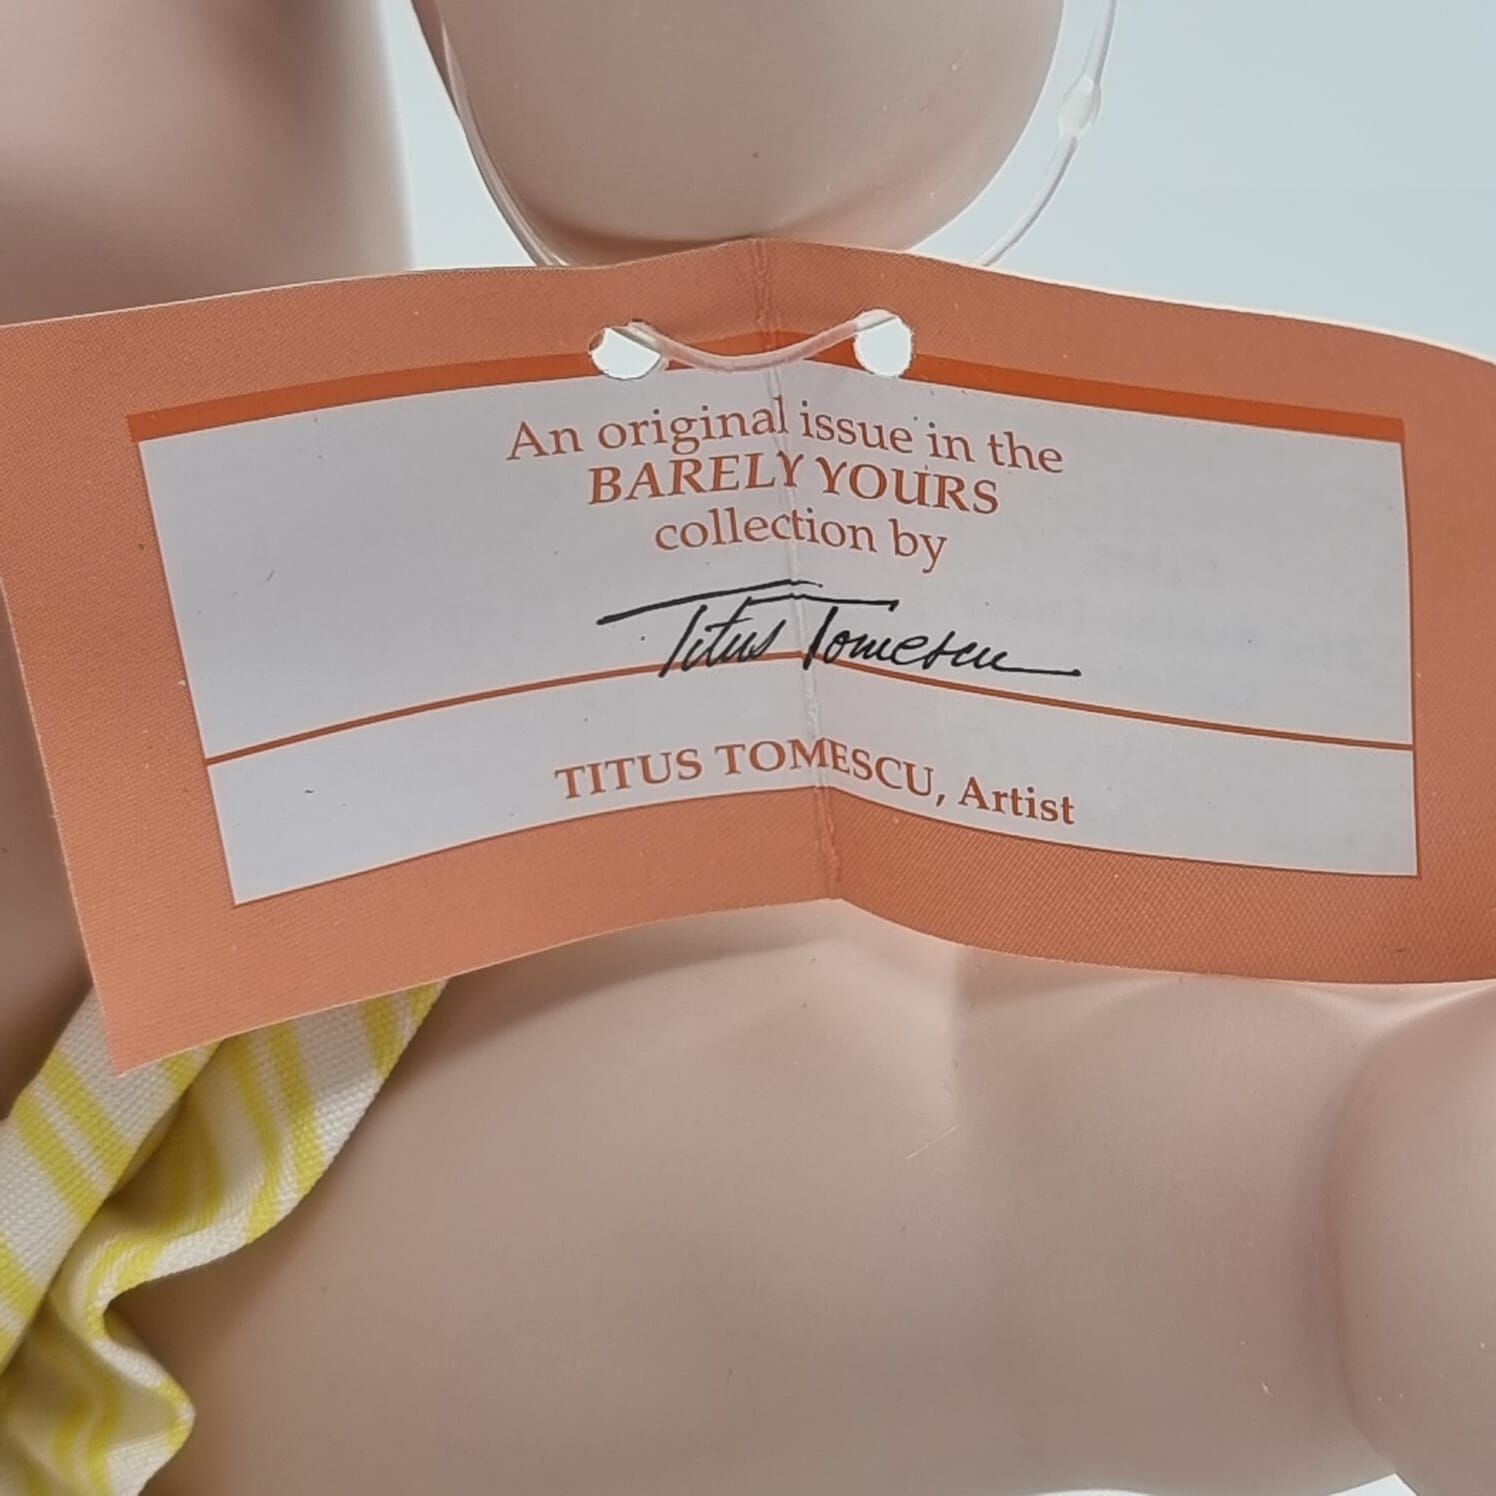 An original issue in the
BARELY YOURS
collection by
Titus Tomescu
TITUS TOMESCU, Artist